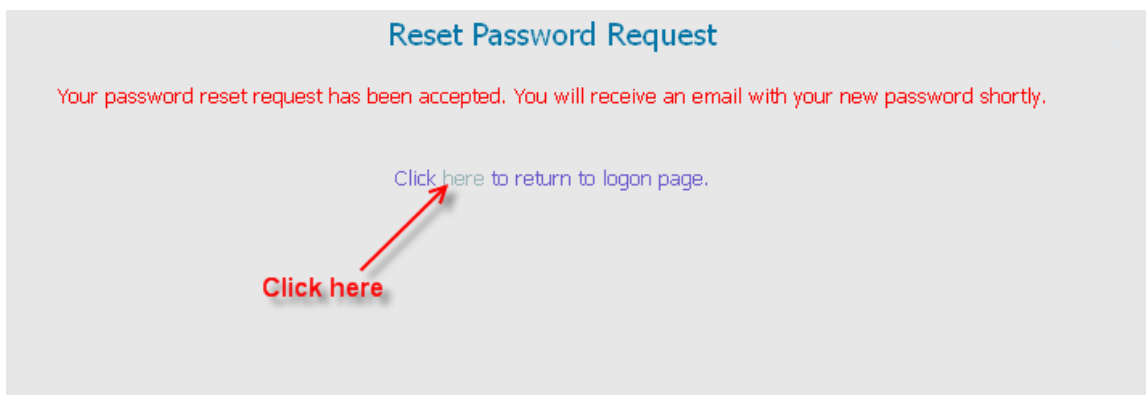 Reset Password Request
Your password reset request has been accepted. You will receive an email with your new password shortly.
Click here to return to logon page.
Click here